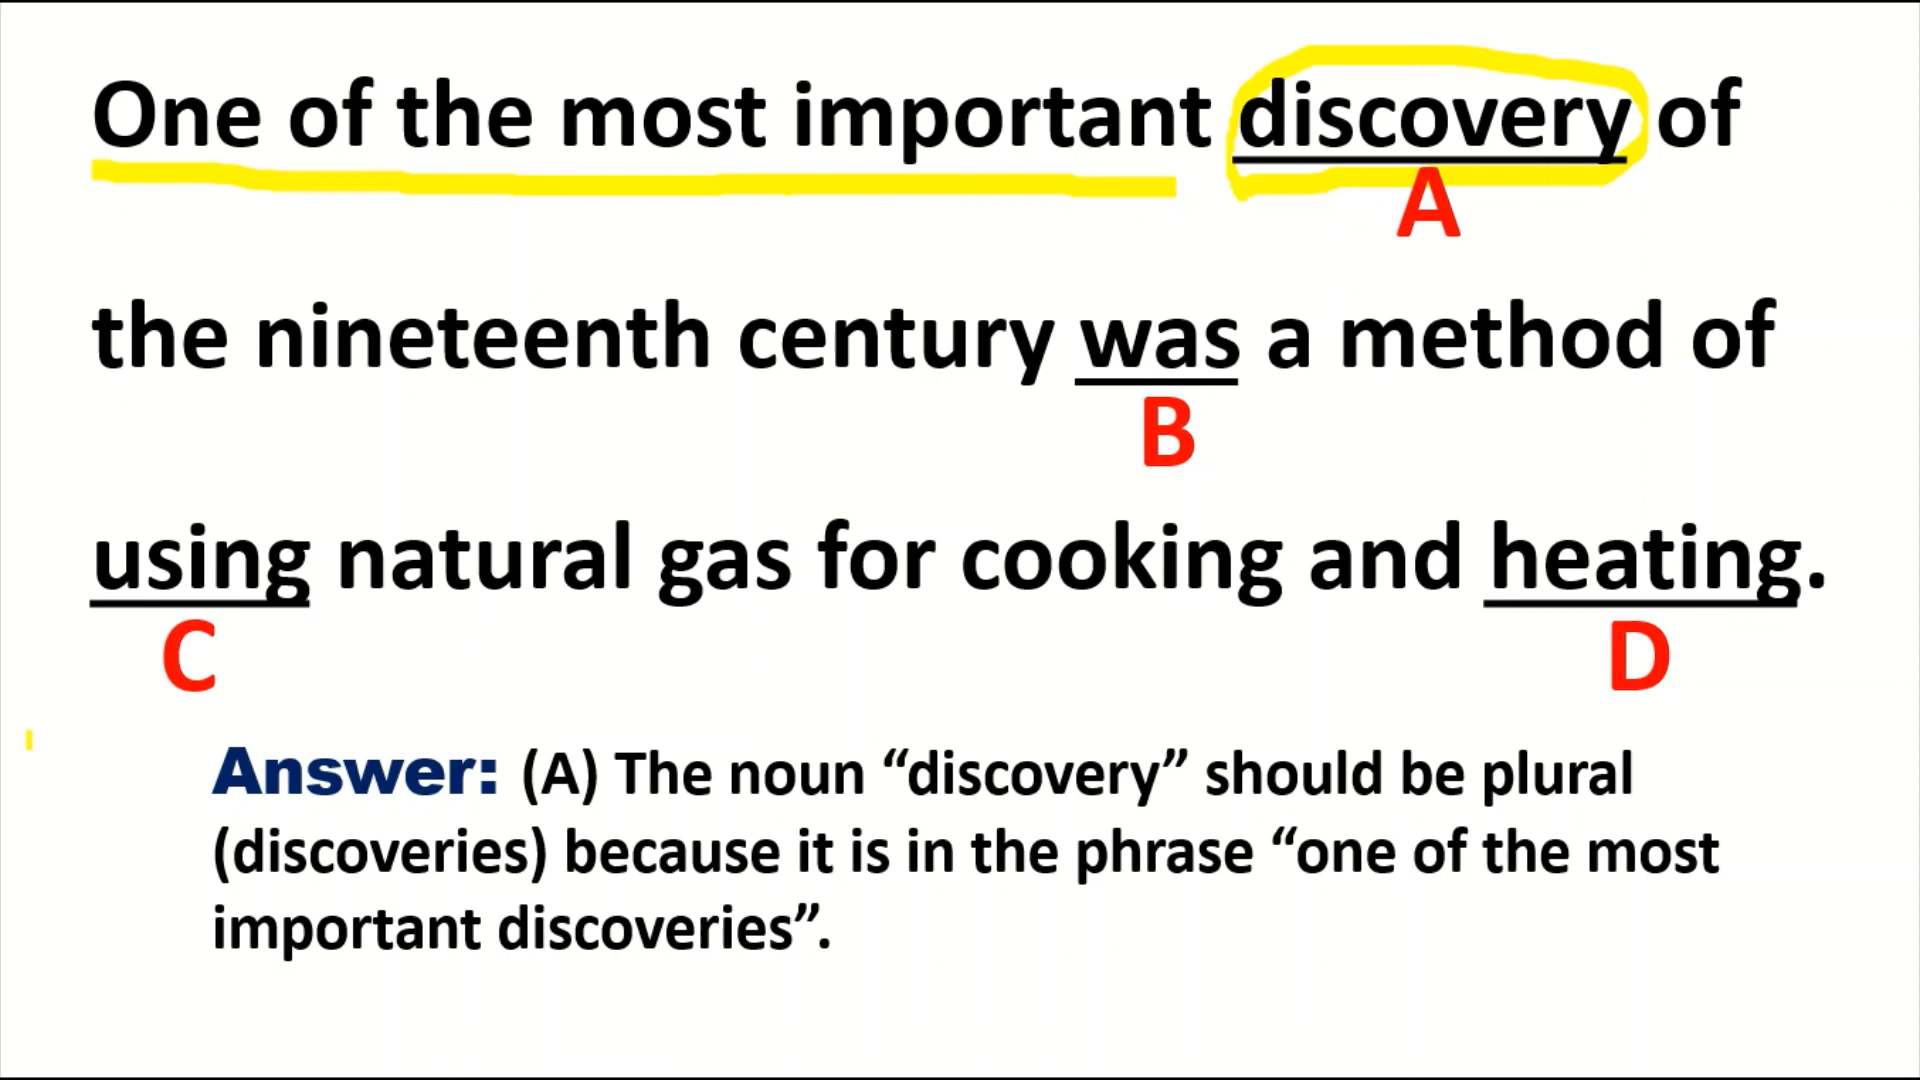 One of the most important discovery of
A
the nineteenth century was a method of
B
using natural gas for cooking and heating.
C D
Answer: (A) The noun “discovery” should be plural
(discoveries) because it is in the phrase “one of the most
important discoveries”.